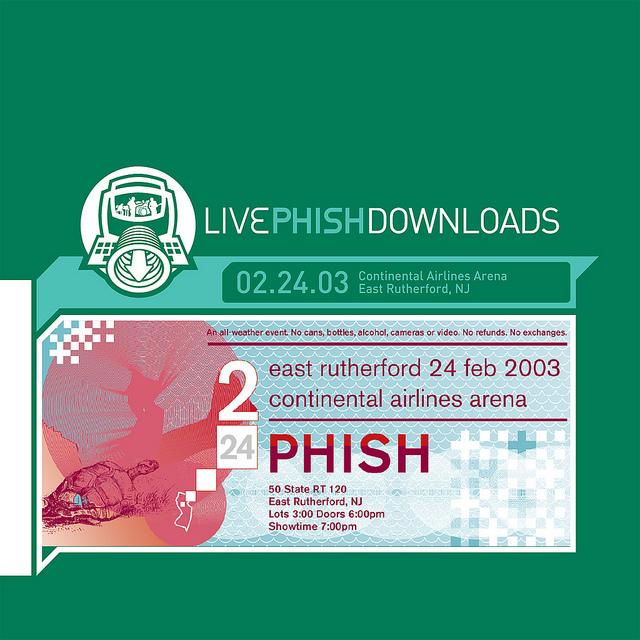 LIVEPHISHDOWNLOADS
02.24.03
Continental Airlines Arena
East Rutherford, NJ
An all-weather event. No cans, bottles, alcohol, cameras or video. No refunds. No exchanges.
2
24
east rutherford 24 feb 2003
continental airlines arena
PHISH
50 State RT 120
East Rutherford, NJ
Lots 3:00 Doors 6:00pm
Showtime 7:00pm